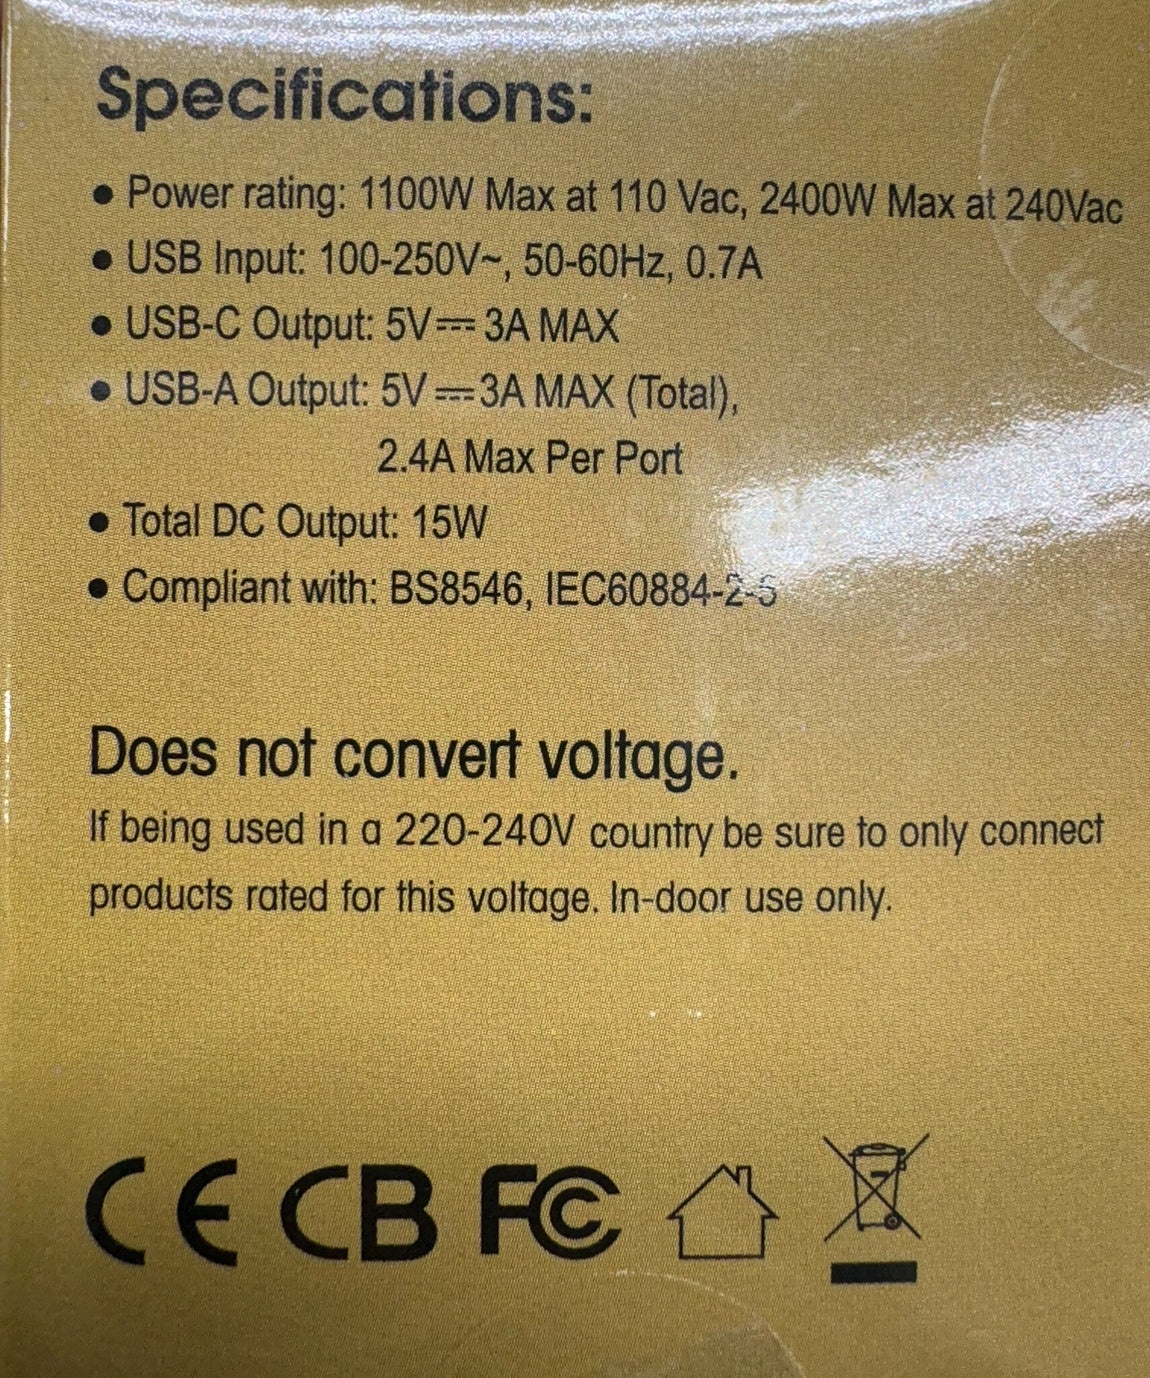 Specifications:
● Power rating: 1100W Max at 110 Vac, 2400W Max at 240Vac
● USB Input: 100-250V~, 50-60Hz, 0.7A
● USB-C Output: 5V⎓3A MAX
● USB-A Output: 5V⎓3A MAX (Total),
2.4A Max Per Port
● Total DC Output: 15W
● Compliant with: BS8546, IEC60884-2-5
Does not convert voltage.
If being used in a 220-240V country be sure to only connect
products rated for this voltage. In-door use only.
CE CB FC